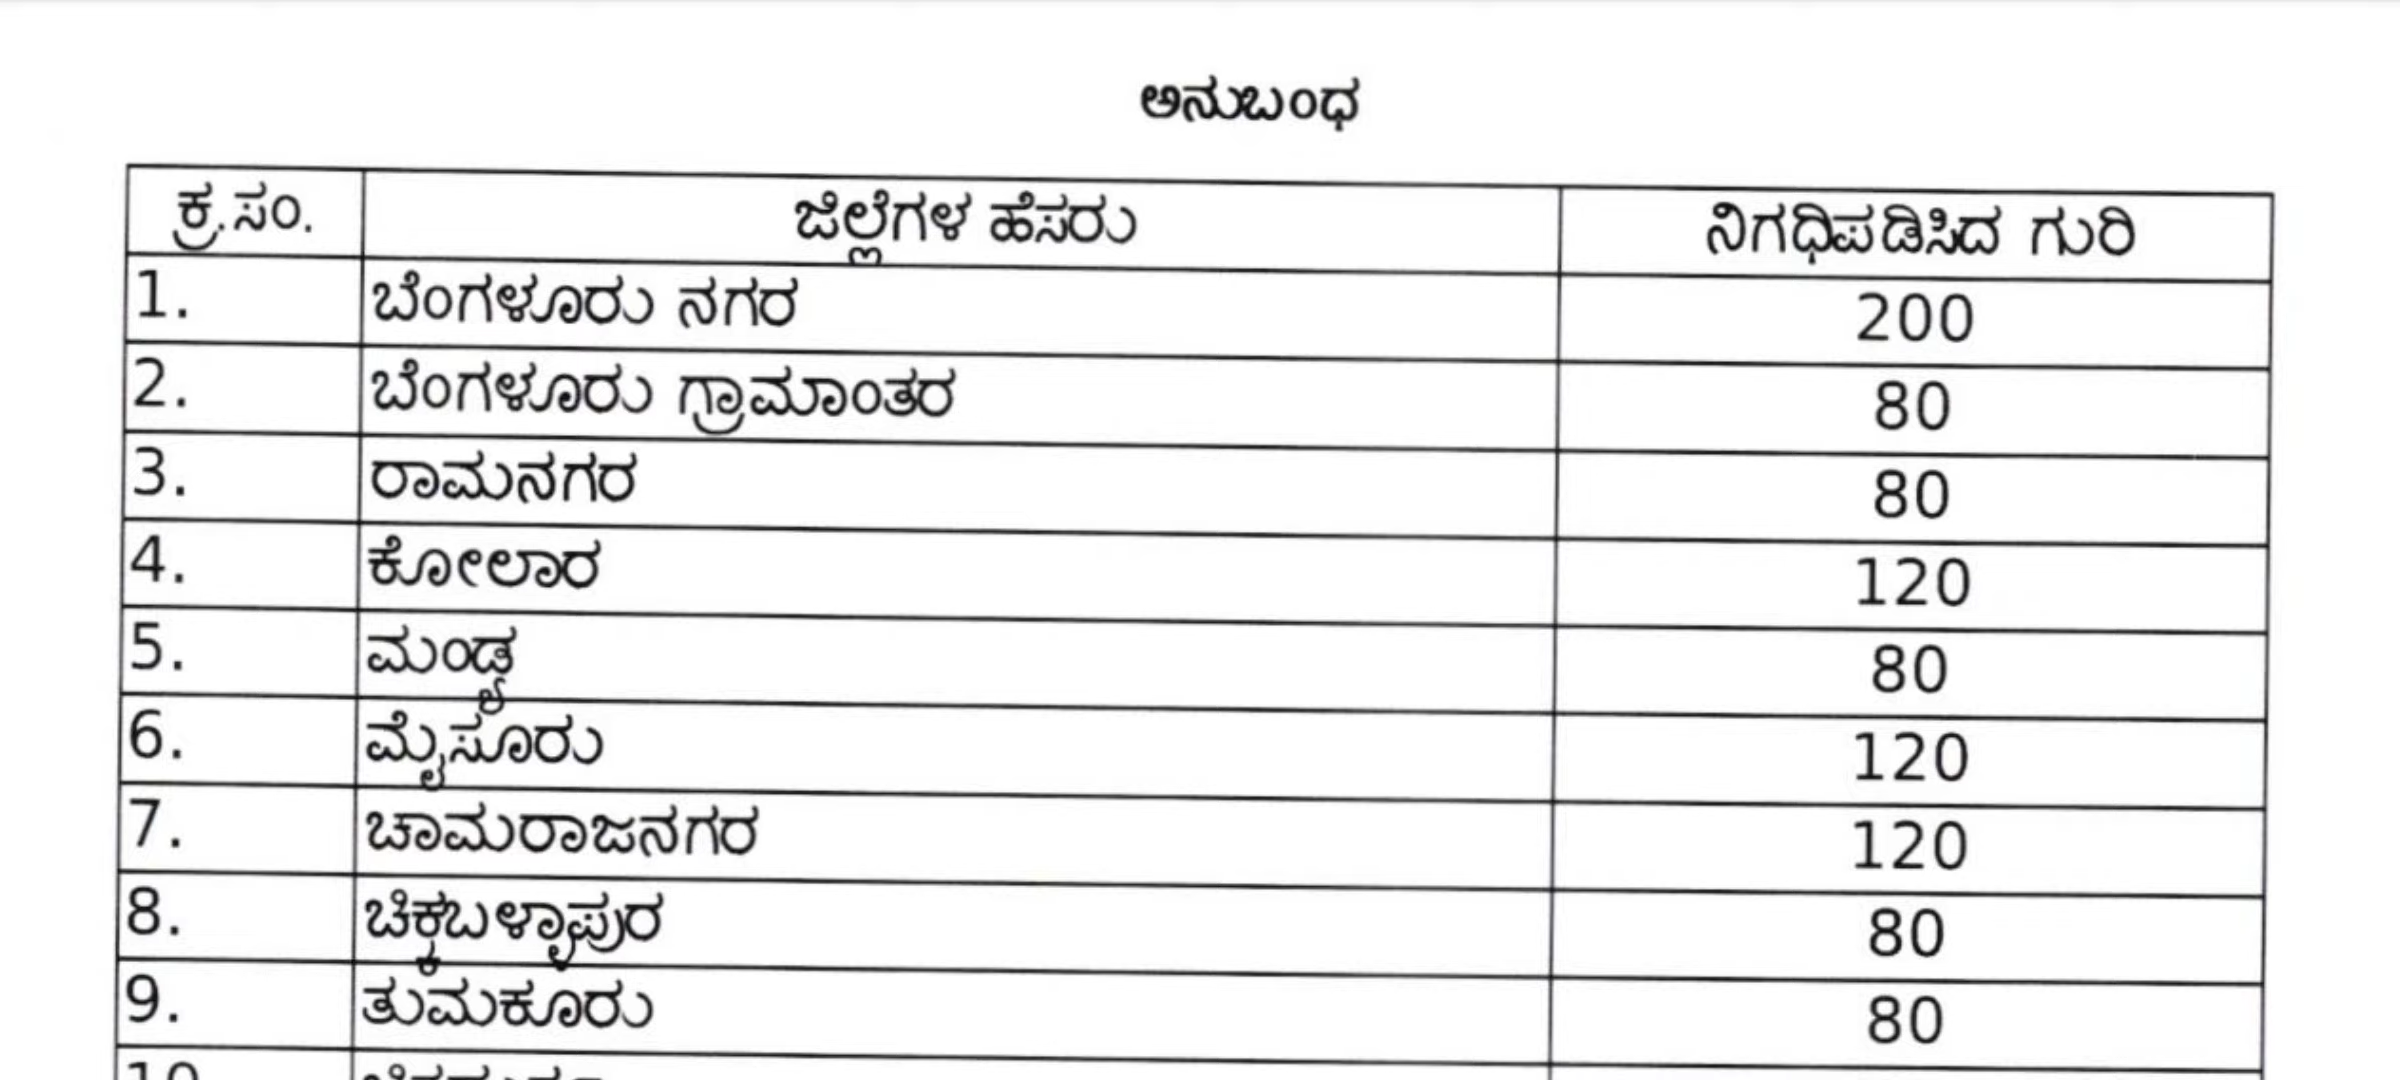 ಅನುಬಂಧ
ಕ್ರ.ಸಂ. ಜಿಲ್ಲೆಗಳ ಹೆಸರು ನಿಗಧಿಪಡಿಸಿದ ಗುರಿ
1. ಬೆಂಗಳೂರು ನಗರ 200
2. ಬೆಂಗಳೂರು ಗ್ರಾಮಾಂತರ 80
3. ರಾಮನಗರ 80
4. ಕೋಲಾರ 120
5. ಮಂಡ್ಯ 80
6. ಮೈಸೂರು 120
7. ಚಾಮರಾಜನಗರ 120
8. ಚಿಕ್ಕಬಳ್ಳಾಪುರ 80
9. ತುಮಕೂರು 80
10